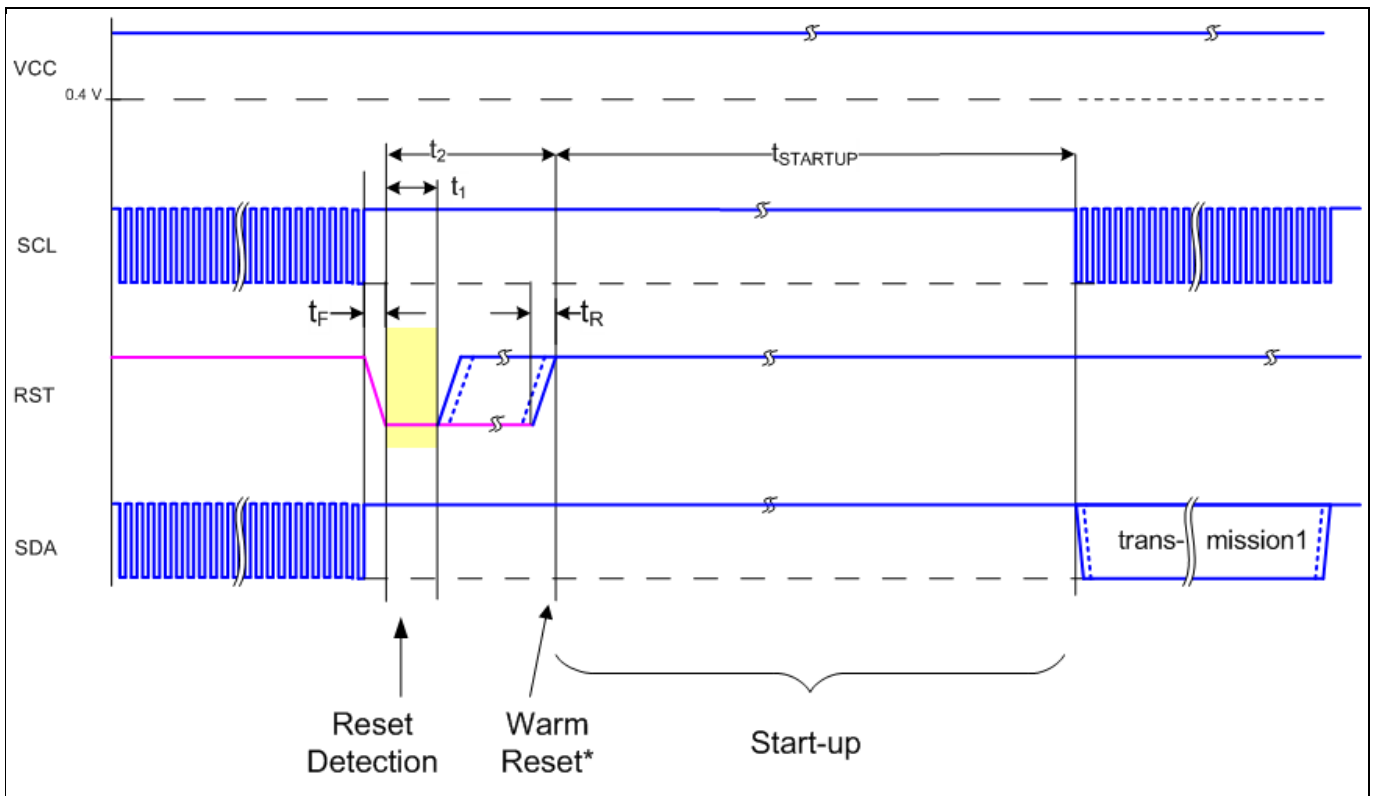 VCC
0.4 V
t2
tSTARTUP
t1
SCL
tF
tR
RST
SDA
trans- mission1
Reset
Detection
Warm
Reset*
Start-up